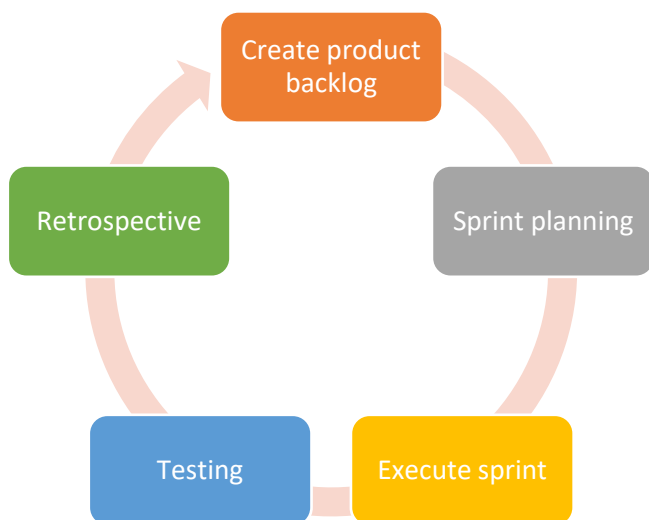 Create product
backlog
Sprint planning
Execute sprint
Testing
Retrospective